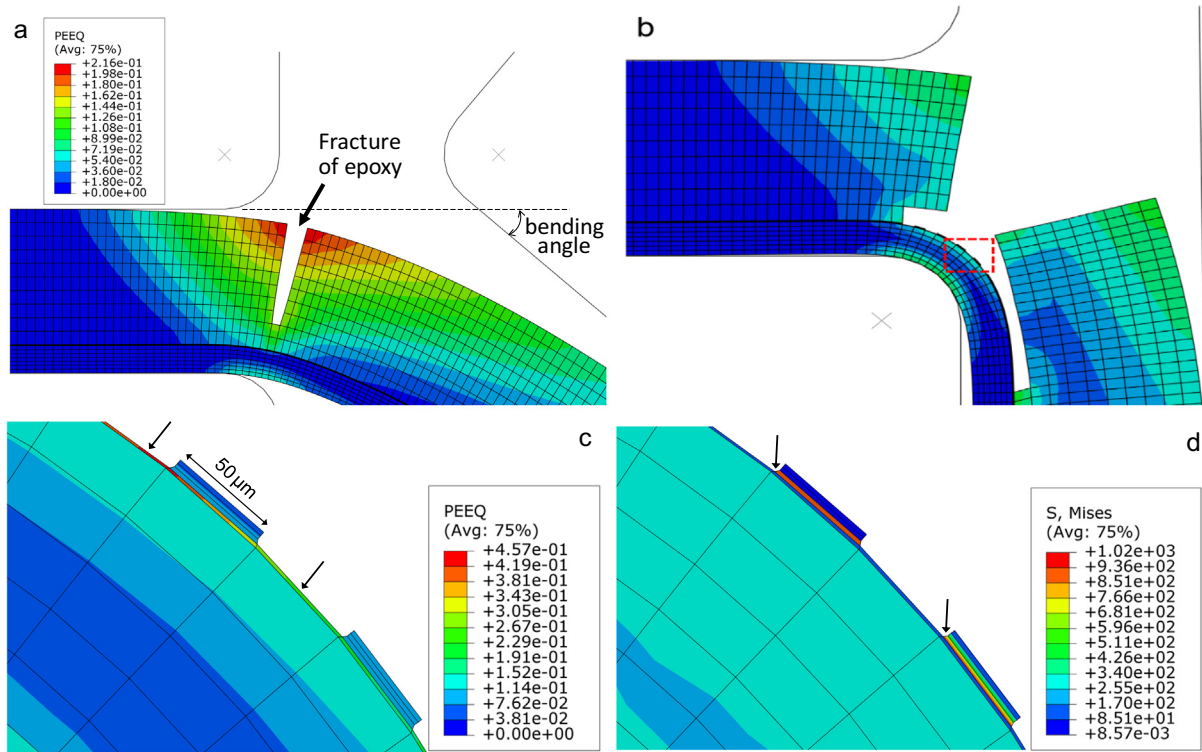 a
PEEQ
(Avg: 75%)
+2.16e-01
+1.98e-01
+1.80e-01
+1.62e-01
+1.44e-01
+1.26e-01
+1.08e-01
+8.99e-02
+7.19e-02
+5.40e-02
+3.60e-02
+1.80e-02
+0.00e+00
Fracture
of epoxy
bending
angle
b
c
50 μm
PEEQ
(Avg: 75%)
+4.57e-01
+4.19e-01
+3.81e-01
+3.43e-01
+3.05e-01
+2.67e-01
+2.29e-01
+1.91e-01
+1.52e-01
+1.14e-01
+7.62e-02
+3.81e-02
+0.00e+00
d
S, Mises
(Avg: 75%)
+1.02e+03
+9.36e+02
+8.51e+02
+7.66e+02
+6.81e+02
+5.96e+02
+5.11e+02
+4.26e+02
+3.40e+02
+2.55e+02
+1.70e+02
+8.51e+01
+8.57e-03